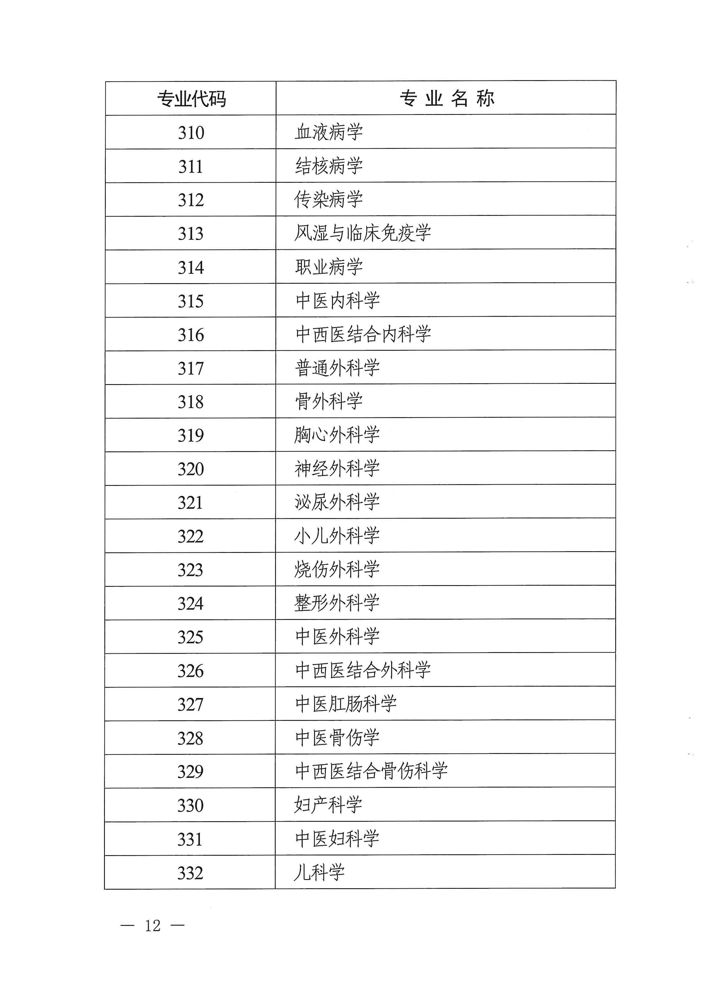 专业代码 专业名称
310 血液病学
311 结核病学
312 传染病学
313 风湿与临床免疫学
314 职业病学
315 中医内科学
316 中西医结合内科学
317 普通外科学
318 骨外科学
319 胸心外科学
320 神经外科学
321 泌尿外科学
322 小儿外科学
323 烧伤外科学
324 整形外科学
325 中医外科学
326 中西医结合外科学
327 中医肛肠科学
328 中医骨伤学
329 中西医结合骨伤科学
330 妇产科学
331 中医妇科学
332 儿科学
— 12 —